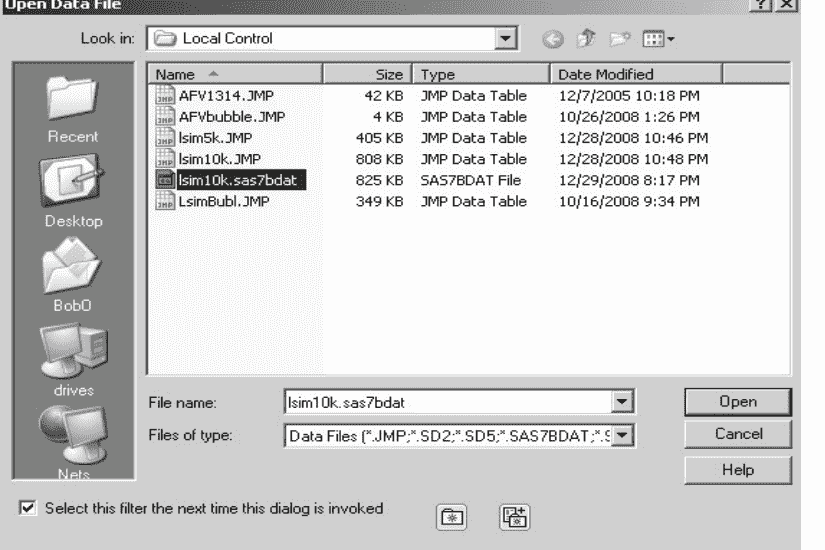 Open Data File
Look in: Local Control
Name Size Type Date Modified
AFV1314.JMP 42 KB JMP Data Table 12/7/2005 10:18 PM
AFVbubble.JMP 4 KB JMP Data Table 10/26/2008 1:26 PM
lsim5k.JMP 405 KB JMP Data Table 12/28/2008 10:46 PM
lsim10k.JMP 808 KB JMP Data Table 12/28/2008 10:48 PM
lsim10k.sas7bdat 825 KB SAS7BDAT File 12/29/2008 8:17 PM
LsimBubl.JMP 349 KB JMP Data Table 10/16/2008 9:34 PM
Recent
Desktop
BobO
drives
Nets
File name: lsim10k.sas7bdat Open
Files of type: Data Files (*.JMP;*.SD2;*.SD5;*.SAS7BDAT;*.S Cancel
Help
Select this filter the next time this dialog is invoked